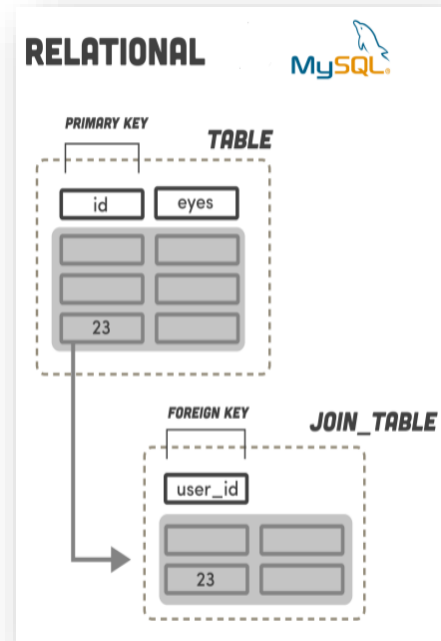 RELATIONAL
MySQL®
PRIMARY KEY
TABLE
id eyes
23
FOREIGN KEY
JOIN_TABLE
user_id
23